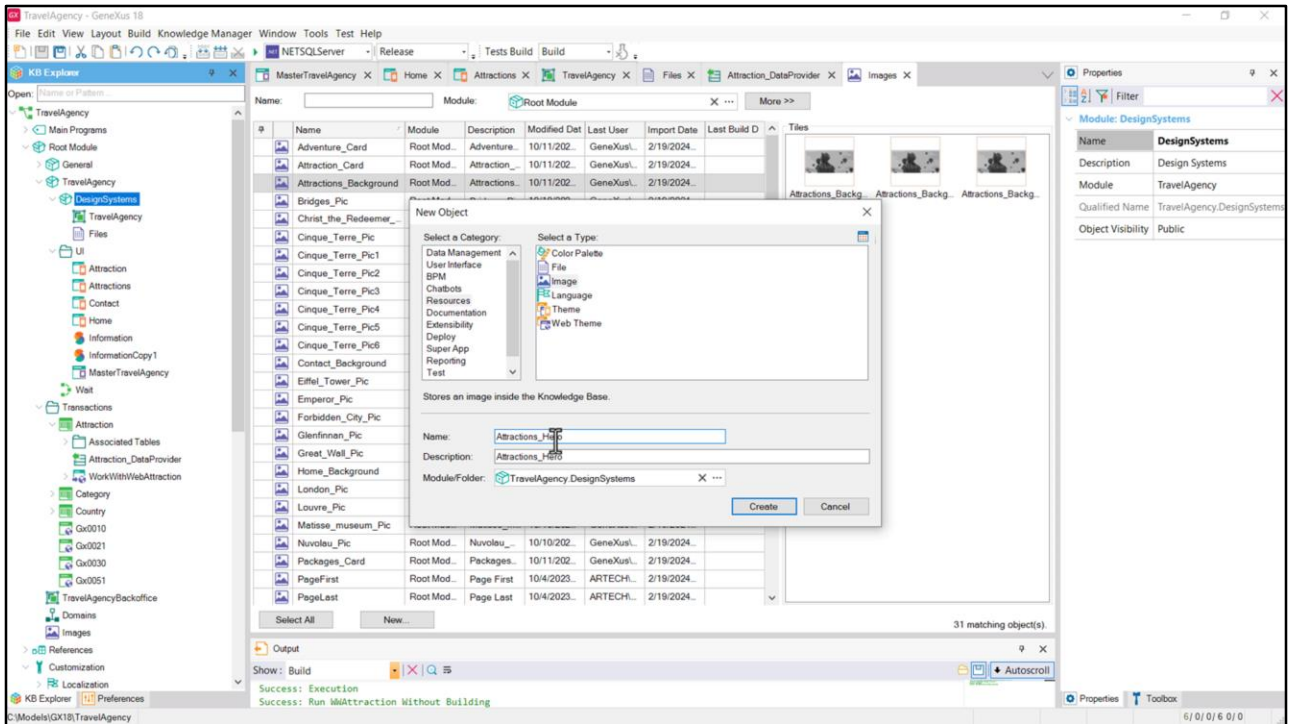 TravelAgency - GeneXus 18
File Edit View Layout Build Knowledge Manager Window Tools Test Help
NETSQLServer Release Tests Build Build
KB Explorer
Open: Name or Pattern...
TravelAgency
Main Programs
Root Module
General
TravelAgency
DesignSystems
TravelAgency
Files
UI
Attraction
Attractions
Contact
Home
Information
InformationCopy1
MasterTravelAgency
Wait
Transactions
Attraction
Associated Tables
Attraction_DataProvider
WorkWithWebAttraction
Category
Country
Gx0010
Gx0021
Gx0030
Gx0051
TravelAgencyBackoffice
Domains
Images
References
Customization
Localization
KB Explorer Preferences
C:\Models\GX18\TravelAgency
MasterTravelAgency Home Attractions TravelAgency Files Attraction_DataProvider Images
Name: Module: Root Module More >>
Name Module Description Modified Dat Last User Import Date Last Build D
Adventure_Card Root Mod... Adventure... 10/11/202... GeneXus\... 2/19/2024...
Attraction_Card Root Mod... Attraction_... 10/11/202... GeneXus\... 2/19/2024...
Attractions_Background Root Mod... Attractions... 10/11/202... GeneXus\... 2/19/2024...
Bridges_Pic
Christ_the_Redeemer_...
Cinque_Terre_Pic
Cinque_Terre_Pic1
Cinque_Terre_Pic2
Cinque_Terre_Pic3
Cinque_Terre_Pic4
Cinque_Terre_Pic5
Cinque_Terre_Pic6
Contact_Background
Eiffel_Tower_Pic
Emperor_Pic
Forbidden_City_Pic
Glenfinnan_Pic
Great_Wall_Pic
Home_Background
London_Pic
Louvre_Pic
Matisse_museum_Pic
Nuvolau_Pic Root Mod... Nuvolau_... 10/10/202... GeneXus\... 2/19/2024...
Packages_Card Root Mod... Packages... 10/11/202... GeneXus\... 2/19/2024...
PageFirst Root Mod... Page First 10/4/2023... ARTECH\... 2/19/2024...
PageLast Root Mod... Page Last 10/4/2023... ARTECH\... 2/19/2024...
Select All New... 31 matching object(s).
Tiles
Attractions_Backg... Attractions_Backg... Attractions_Backg...
New Object
Select a Category:
Data Management
User Interface
BPM
Chatbots
Resources
Documentation
Extensibility
Deploy
Super App
Reporting
Test
Select a Type:
Color Palette
File
Image
Language
Theme
Web Theme
Stores an image inside the Knowledge Base.
Name: Attractions_Hero
Description: Attractions_Hero
Module/Folder: TravelAgency.DesignSystems
Create Cancel
Output
Show: Build Autoscroll
Success: Execution
Success: Run WWAttraction Without Building
Properties
Filter
Module: DesignSystems
Name DesignSystems
Description Design Systems
Module TravelAgency
Qualified Name TravelAgency.DesignSystems
Object Visibility Public
Properties Toolbox
6/ 0/ 0/ 6 0/ 0